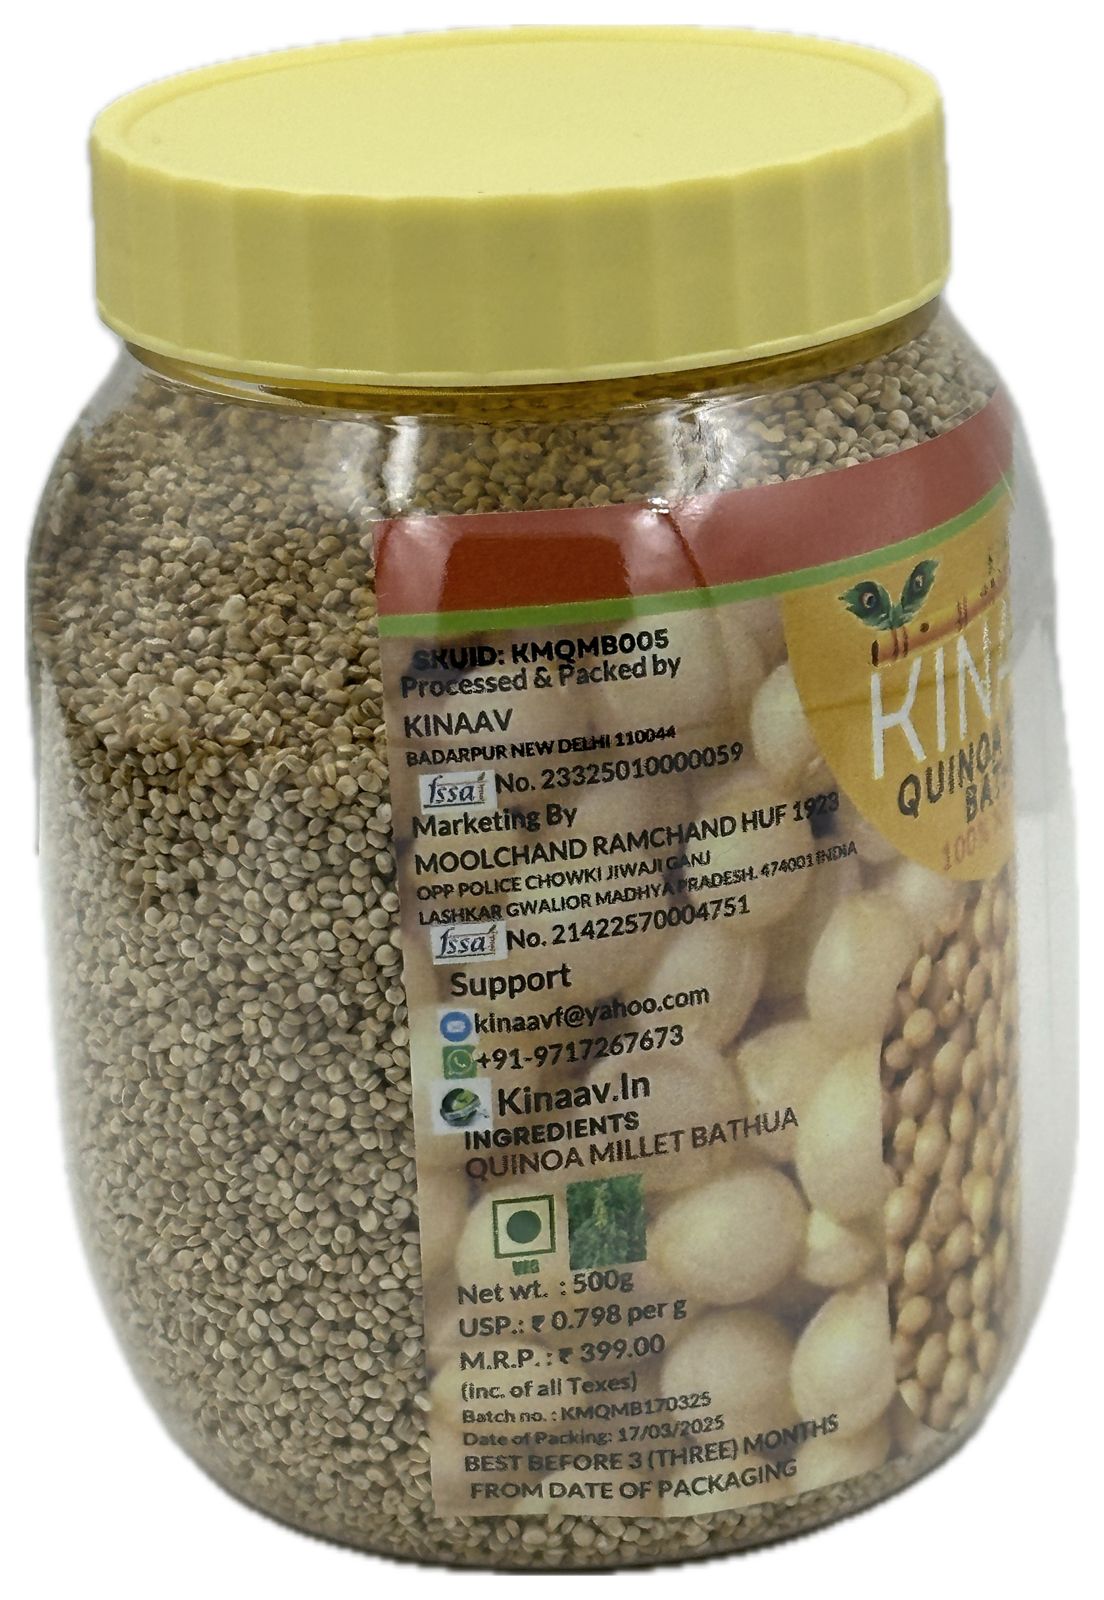 SKUID: KMQMB005
Processed & Packed by
KINAAV
BADARPUR NEW DELHI 110044
fssai No. 23325010000059
Marketing By
MOOLCHAND RAMCHAND HUF 1923
OPP POLICE CHOWKI JIWAJI GANJ
LASHKAR GWALIOR MADHYA PRADESH. 474001 INDIA
fssai No. 21422570004751
Support
kinaavf@yahoo.com
+91-9717267673
Kinaav.In
INGREDIENTS
QUINOA MILLET BATHUA
VEG
Net wt. : 500g
USP.: ₹ 0.798 per g
M.R.P. : ₹ 399.00
(inc. of all Texes)
Batch no. : KMQMB170325
Date of Packing: 17/03/2025
BEST BEFORE 3 (THREE) MONTHS
FROM DATE OF PACKAGING
KINA
QUINOA
BA
100%